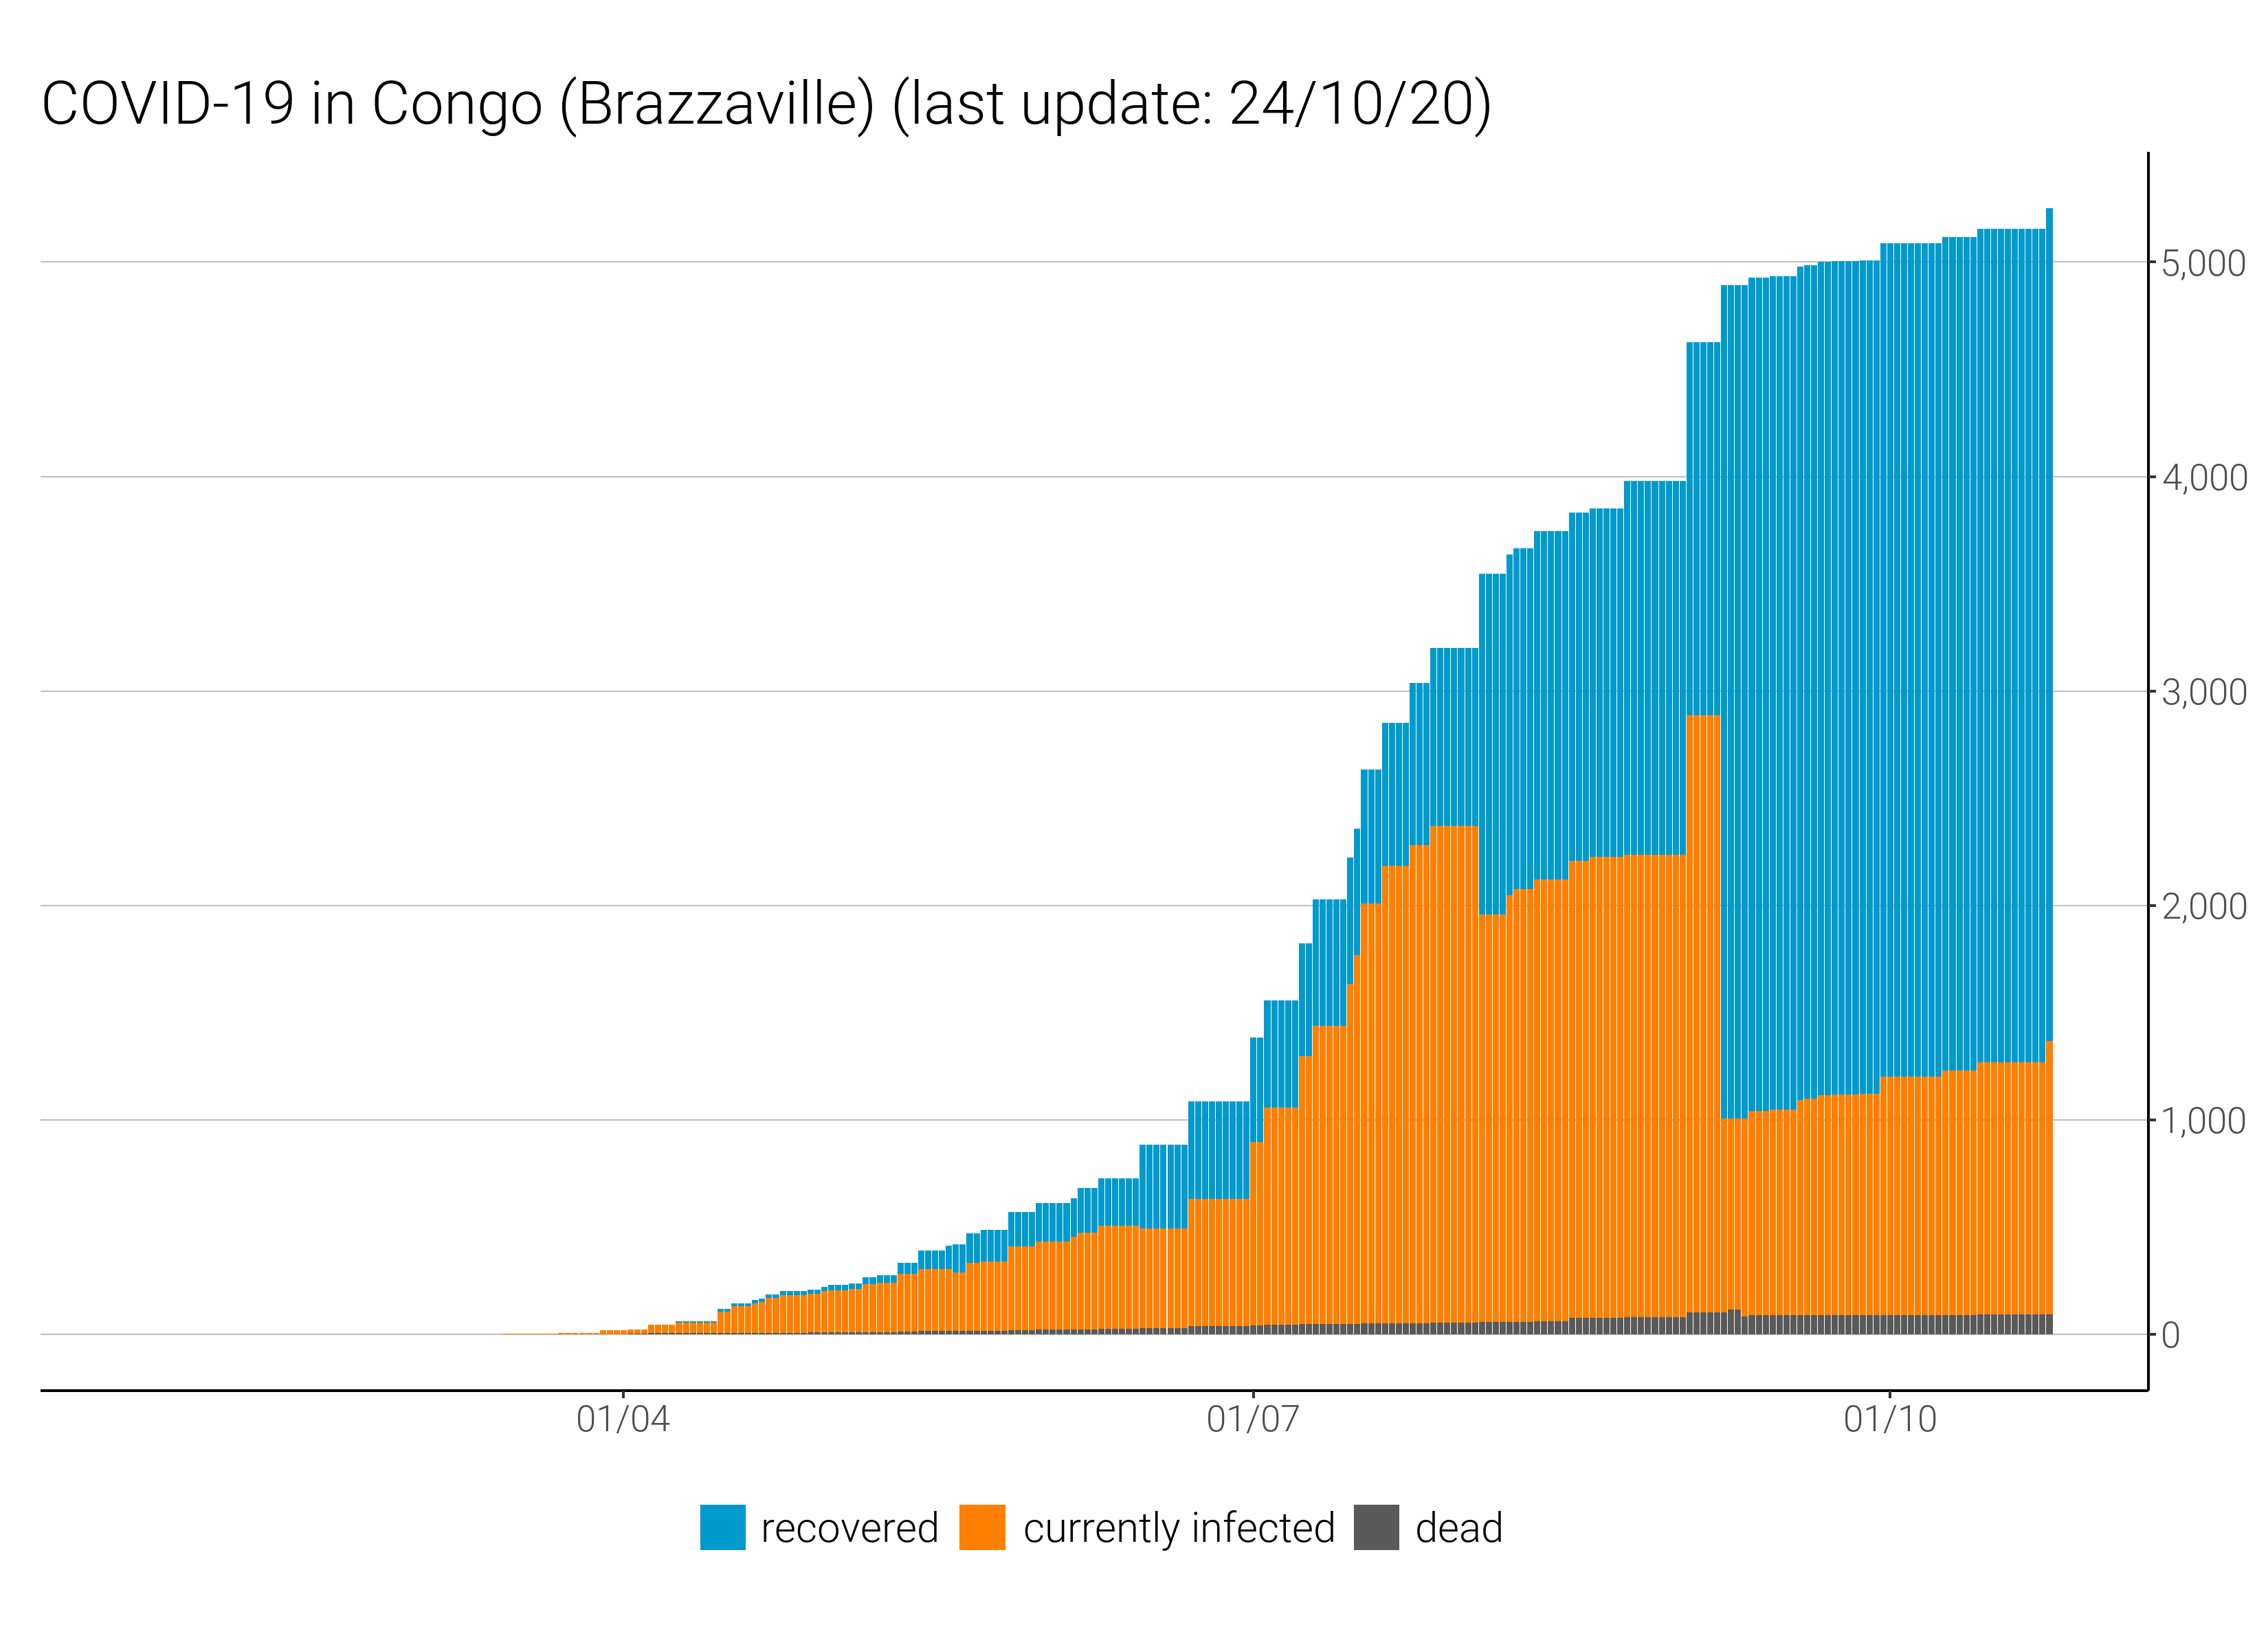 COVID-19 in Congo (Brazzaville) (last update: 24/10/20)
5,000
4,000
3,000
2,000
1,000
0
01/04 01/07 01/10
recovered currently infected dead